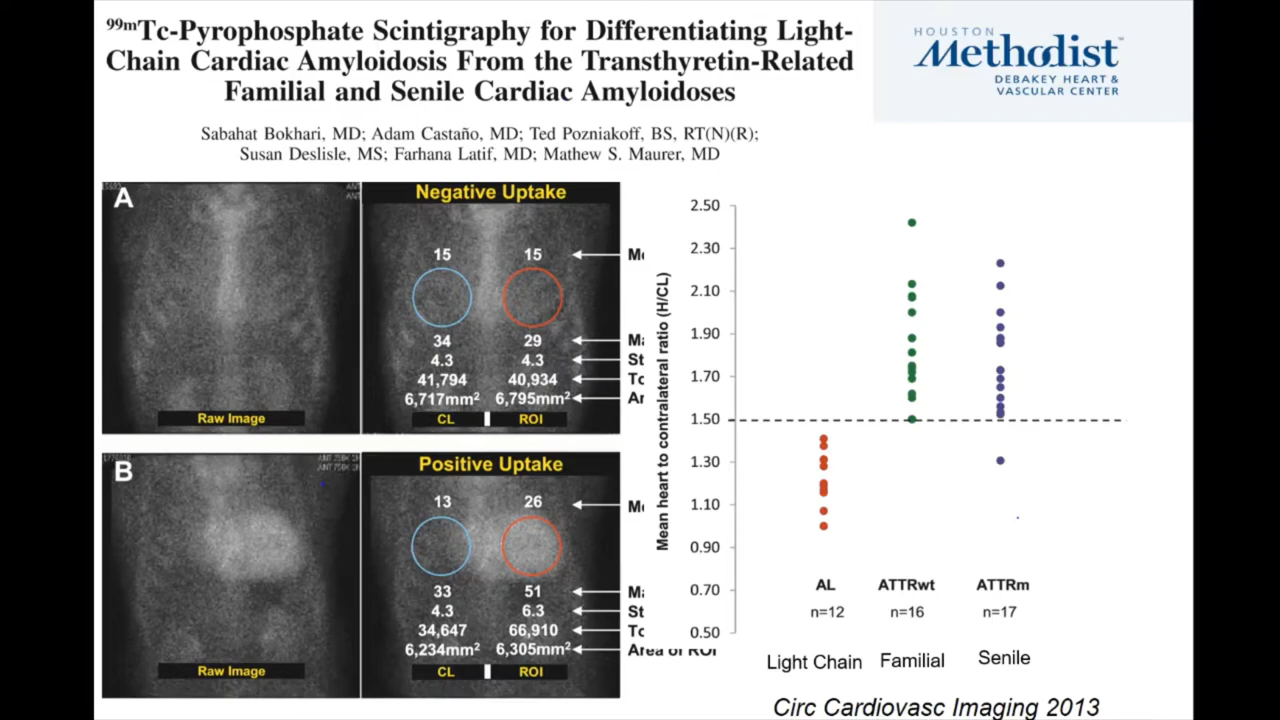 99mTc-Pyrophosphate Scintigraphy for Differentiating Light-
Chain Cardiac Amyloidosis From the Transthyretin-Related
Familial and Senile Cardiac Amyloidoses
Sabahat Bokhari, MD; Adam Castaño, MD; Ted Pozniakoff, BS, RT(N)(R);
Susan Deslisle, MS; Farhana Latif, MD; Mathew S. Maurer, MD
HOUSTON
Methodist
DEBAKEY HEART &
VASCULAR CENTER
A
Negative Uptake
15 15
34 29
4.3 4.3
41,794 40,934
6,717mm² 6,795mm²
Raw Image
CL ROI
B
Positive Uptake
13 26
33 51
4.3 6.3
34,647 66,910
6,234mm² 6,305mm²
Area of ROI
Raw Image
CL ROI
Mean heart to contralateral ratio (H/CL)
2.50
2.30
2.10
1.90
1.70
1.50
1.30
1.10
0.90
0.70
0.50
AL ATTRwt ATTRm
n=12 n=16 n=17
Light Chain Familial Senile
Circ Cardiovasc Imaging 2013